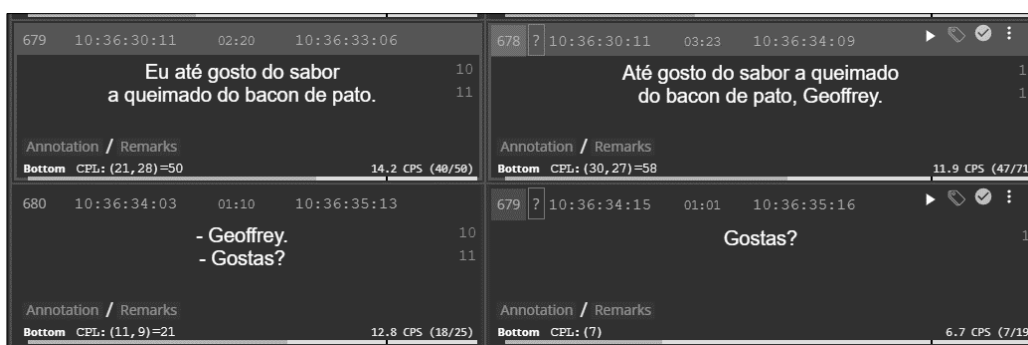 679 10:36:30:11 02:20 10:36:33:06
Eu até gosto do sabor 10
a queimado do bacon de pato. 11
Annotation / Remarks
Bottom CPL: (21,28)=50 14.2 CPS (40/50)
678 ? 10:36:30:11 03:23 10:36:34:09
Até gosto do sabor a queimado 1
do bacon de pato, Geoffrey. 1
Annotation / Remarks
Bottom CPL: (30,27)=58 11.9 CPS (47/71
680 10:36:34:03 01:10 10:36:35:13
- Geoffrey. 10
- Gostas? 11
Annotation / Remarks
Bottom CPL: (11,9)=21 12.8 CPS (18/25)
679 ? 10:36:34:15 01:01 10:36:35:16
Gostas? 1
Annotation / Remarks
Bottom CPL: (7) 6.7 CPS (7/19